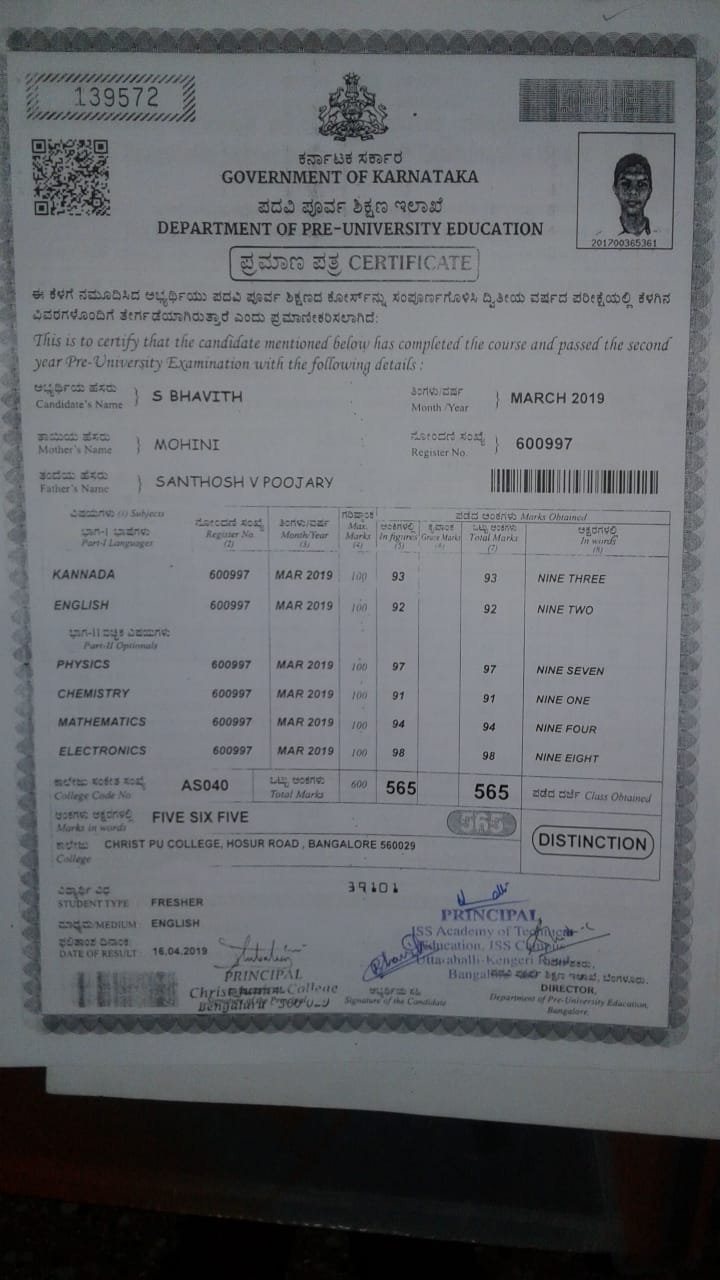 139572
ಕರ್ನಾಟಕ ಸರ್ಕಾರ
GOVERNMENT OF KARNATAKA
ಪದವಿ ಪೂರ್ವ ಶಿಕ್ಷಣ ಇಲಾಖೆ
DEPARTMENT OF PRE-UNIVERSITY EDUCATION
201700365361
ಪ್ರಮಾಣ ಪತ್ರ CERTIFICATE
ಈ ಕೆಳಗೆ ನಮೂದಿಸಿದ ಅಭ್ಯರ್ಥಿಯು ಪದವಿ ಪೂರ್ವ ಶಿಕ್ಷಣದ ಕೋರ್ಸ್‌ನ್ನು ಸಂಪೂರ್ಣಗೊಳಿಸಿ ದ್ವಿತೀಯ ವರ್ಷದ ಪರೀಕ್ಷೆಯಲ್ಲಿ ಕೆಳಗಿನ
ವಿವರಗಳೊಂದಿಗೆ ತೇರ್ಗಡೆಯಾಗಿರುತ್ತಾರೆ ಎಂದು ಪ್ರಮಾಣೀಕರಿಸಲಾಗಿದೆ:
This is to certify that the candidate mentioned below has completed the course and passed the second
year Pre-University Examination with the following details :
ಅಭ್ಯರ್ಥಿಯ ಹೆಸರು ತಿಂಗಳು/ವರ್ಷ
Candidate's Name } S BHAVITH Month /Year } MARCH 2019
ತಾಯಿಯ ಹೆಸರು ನೋಂದಣಿ ಸಂಖ್ಯೆ
Mother's Name } MOHINI Register No. } 600997
ತಂದೆಯ ಹೆಸರು
Father's Name } SANTHOSH V POOJARY
ವಿಷಯಗಳು (1) Subjects ನೋಂದಣಿ ಸಂಖ್ಯೆ ತಿಂಗಳು/ವರ್ಷ ಗರಿಷ್ಠಾಂಕ ಪಡೆದ ಅಂಕಗಳು Marks Obtained
ಭಾಗ-I ಭಾಷೆಗಳು Register No. Month/Year Max. Marks ಅಂಕಿಗಳಲ್ಲಿ ಕೃಪಾಂಕ ಒಟ್ಟು ಅಂಕಗಳು ಅಕ್ಷರಗಳಲ್ಲಿ
Part-I Languages (2) (3) (4) In figures (5) Grace Marks (6) Total Marks (7) In words (8)
KANNADA 600997 MAR 2019 100 93 93 NINE THREE
ENGLISH 600997 MAR 2019 100 92 92 NINE TWO
ಭಾಗ-II ಐಚ್ಛಿಕ ವಿಷಯಗಳು
Part-II Optionals
PHYSICS 600997 MAR 2019 100 97 97 NINE SEVEN
CHEMISTRY 600997 MAR 2019 100 91 91 NINE ONE
MATHEMATICS 600997 MAR 2019 100 94 94 NINE FOUR
ELECTRONICS 600997 MAR 2019 100 98 98 NINE EIGHT
ಕಾಲೇಜು ಸಂಕೇತ ಸಂಖ್ಯೆ ಒಟ್ಟು ಅಂಕಗಳು
College Code No AS040 Total Marks 600 565 565 ಪಡೆದ ದರ್ಜೆ Class Obtained
ಅಂಕಗಳು ಅಕ್ಷರಗಳಲ್ಲಿ
Marks in words FIVE SIX FIVE 565
DISTINCTION
ಕಾಲೇಜು CHRIST PU COLLEGE, HOSUR ROAD , BANGALORE 560029
College
39101
ವಿದ್ಯಾರ್ಥಿ ವಿಧ
STUDENT TYPE : FRESHER
ಮಾಧ್ಯಮ/MEDIUM : ENGLISH
ಫಲಿತಾಂಶ ದಿನಾಂಕ
DATE OF RESULT : 16.04.2019
PRINCIPAL
Christ Junior College
Bengaluru 560 029
Signature of the Principal
ಅಭ್ಯರ್ಥಿಯ ಸಹಿ
Signature of the Candidate
PRINCIPAL
JSS Academy of Technical
Education, JSS Campus
Uttarahalli-Kengeri Road
ನಿರ್ದೇಶಕರು,
ಪದವಿ ಪೂರ್ವ ಶಿಕ್ಷಣ ಇಲಾಖೆ, ಬೆಂಗಳೂರು.
DIRECTOR,
Department of Pre-University Education,
Bangalore.